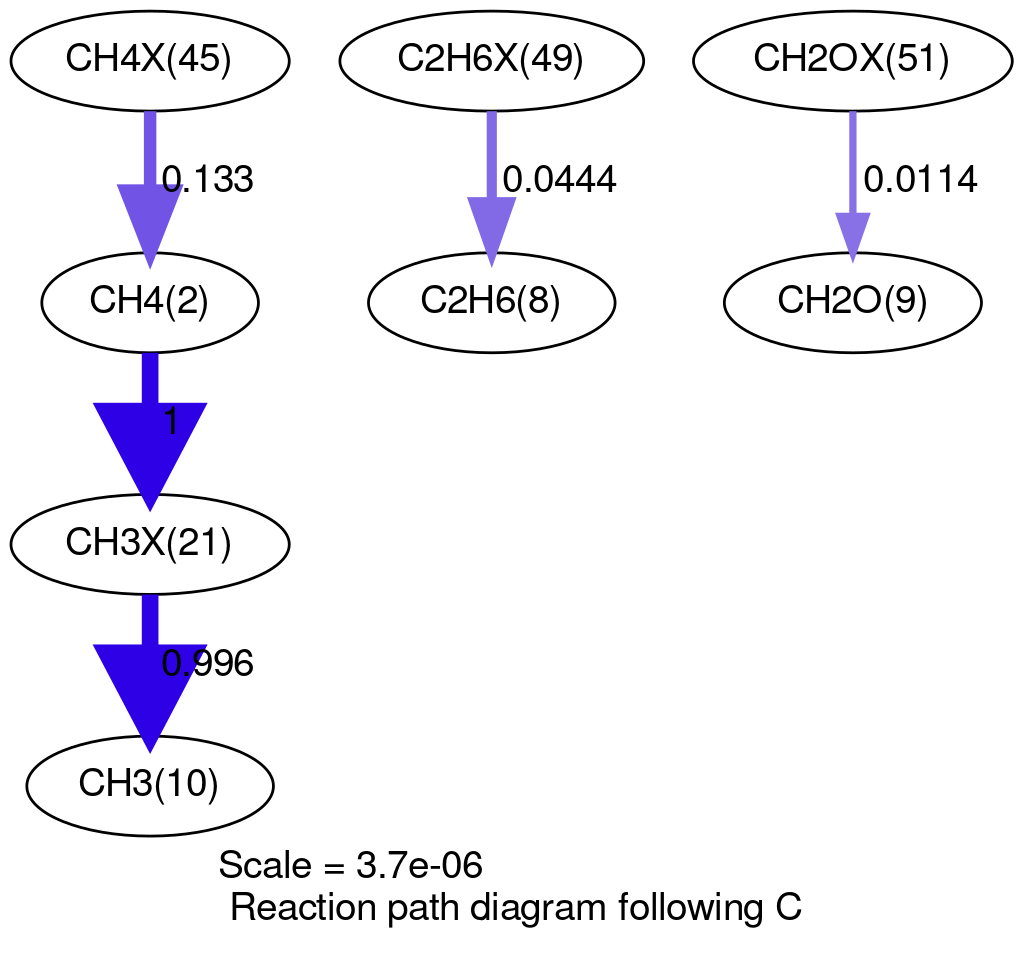 CH4X(45)
C2H6X(49)
CH2OX(51)
0.133
0.0444
0.0114
CH4(2)
C2H6(8)
CH2O(9)
1
CH3X(21)
0.996
CH3(10)
Scale = 3.7e-06
Reaction path diagram following C